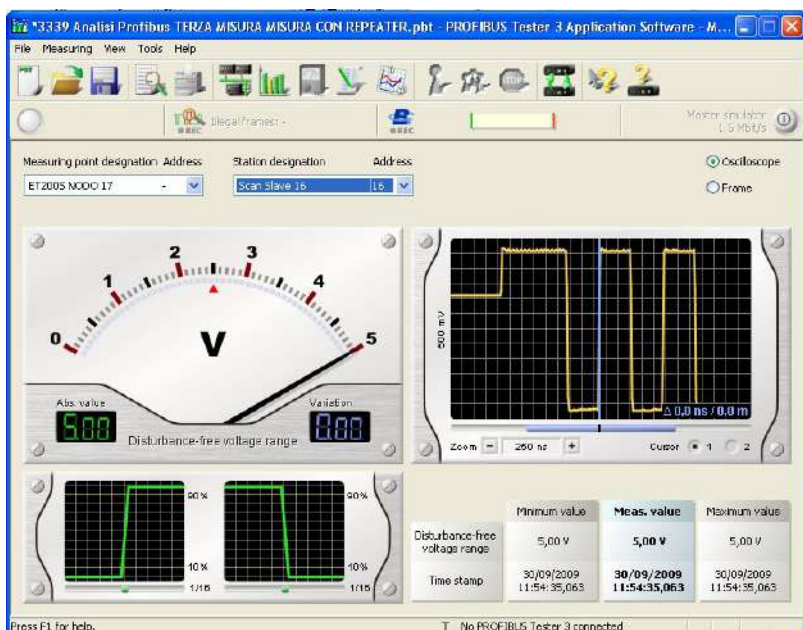 *3339 Analisi Profibus TERZA MISURA MISURA CON REPEATER.pbt - PROFIBUS Tester 3 Application Software - M...
File Measuring View Tools Help
REC Illegal frames: - REC Master simulator
1.5 Mbit/s
Measuring point designation Address Station designation Address Osciloscope
ET200S NODO 17 - Scan Slave 16 16 Frame
0 1 2 3 4 5
V
500 mV
Δ 0,0 ns / 0,0 m
Abs. value Variation
5.00 0.00
Disturbance-free voltage range
Zoom - 250 ns + Cursor 1 2
90% 90%
10% 10%
1/16 1/16
Minimum value Meas. value Maximum value
Disturbance-free voltage range 5,00 V 5,00 V 5,00 V
Time stamp 30/09/2009 30/09/2009 30/09/2009
11:54:35,063 11:54:35,063 11:54:35,063
Press F1 for help. No PROFIBUS Tester 3 connected